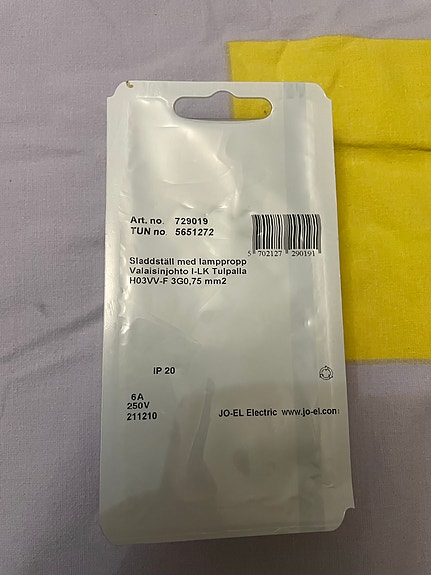 Art. no. 729019
TUN no 5651272
5 702127 290191
Sladdställ med lamppropp
Valaisinjohto I-LK Tulpalla
H03VV-F 3G0,75 mm2
IP 20
6A
250V
211210
JO-EL Electric www.jo-el.com